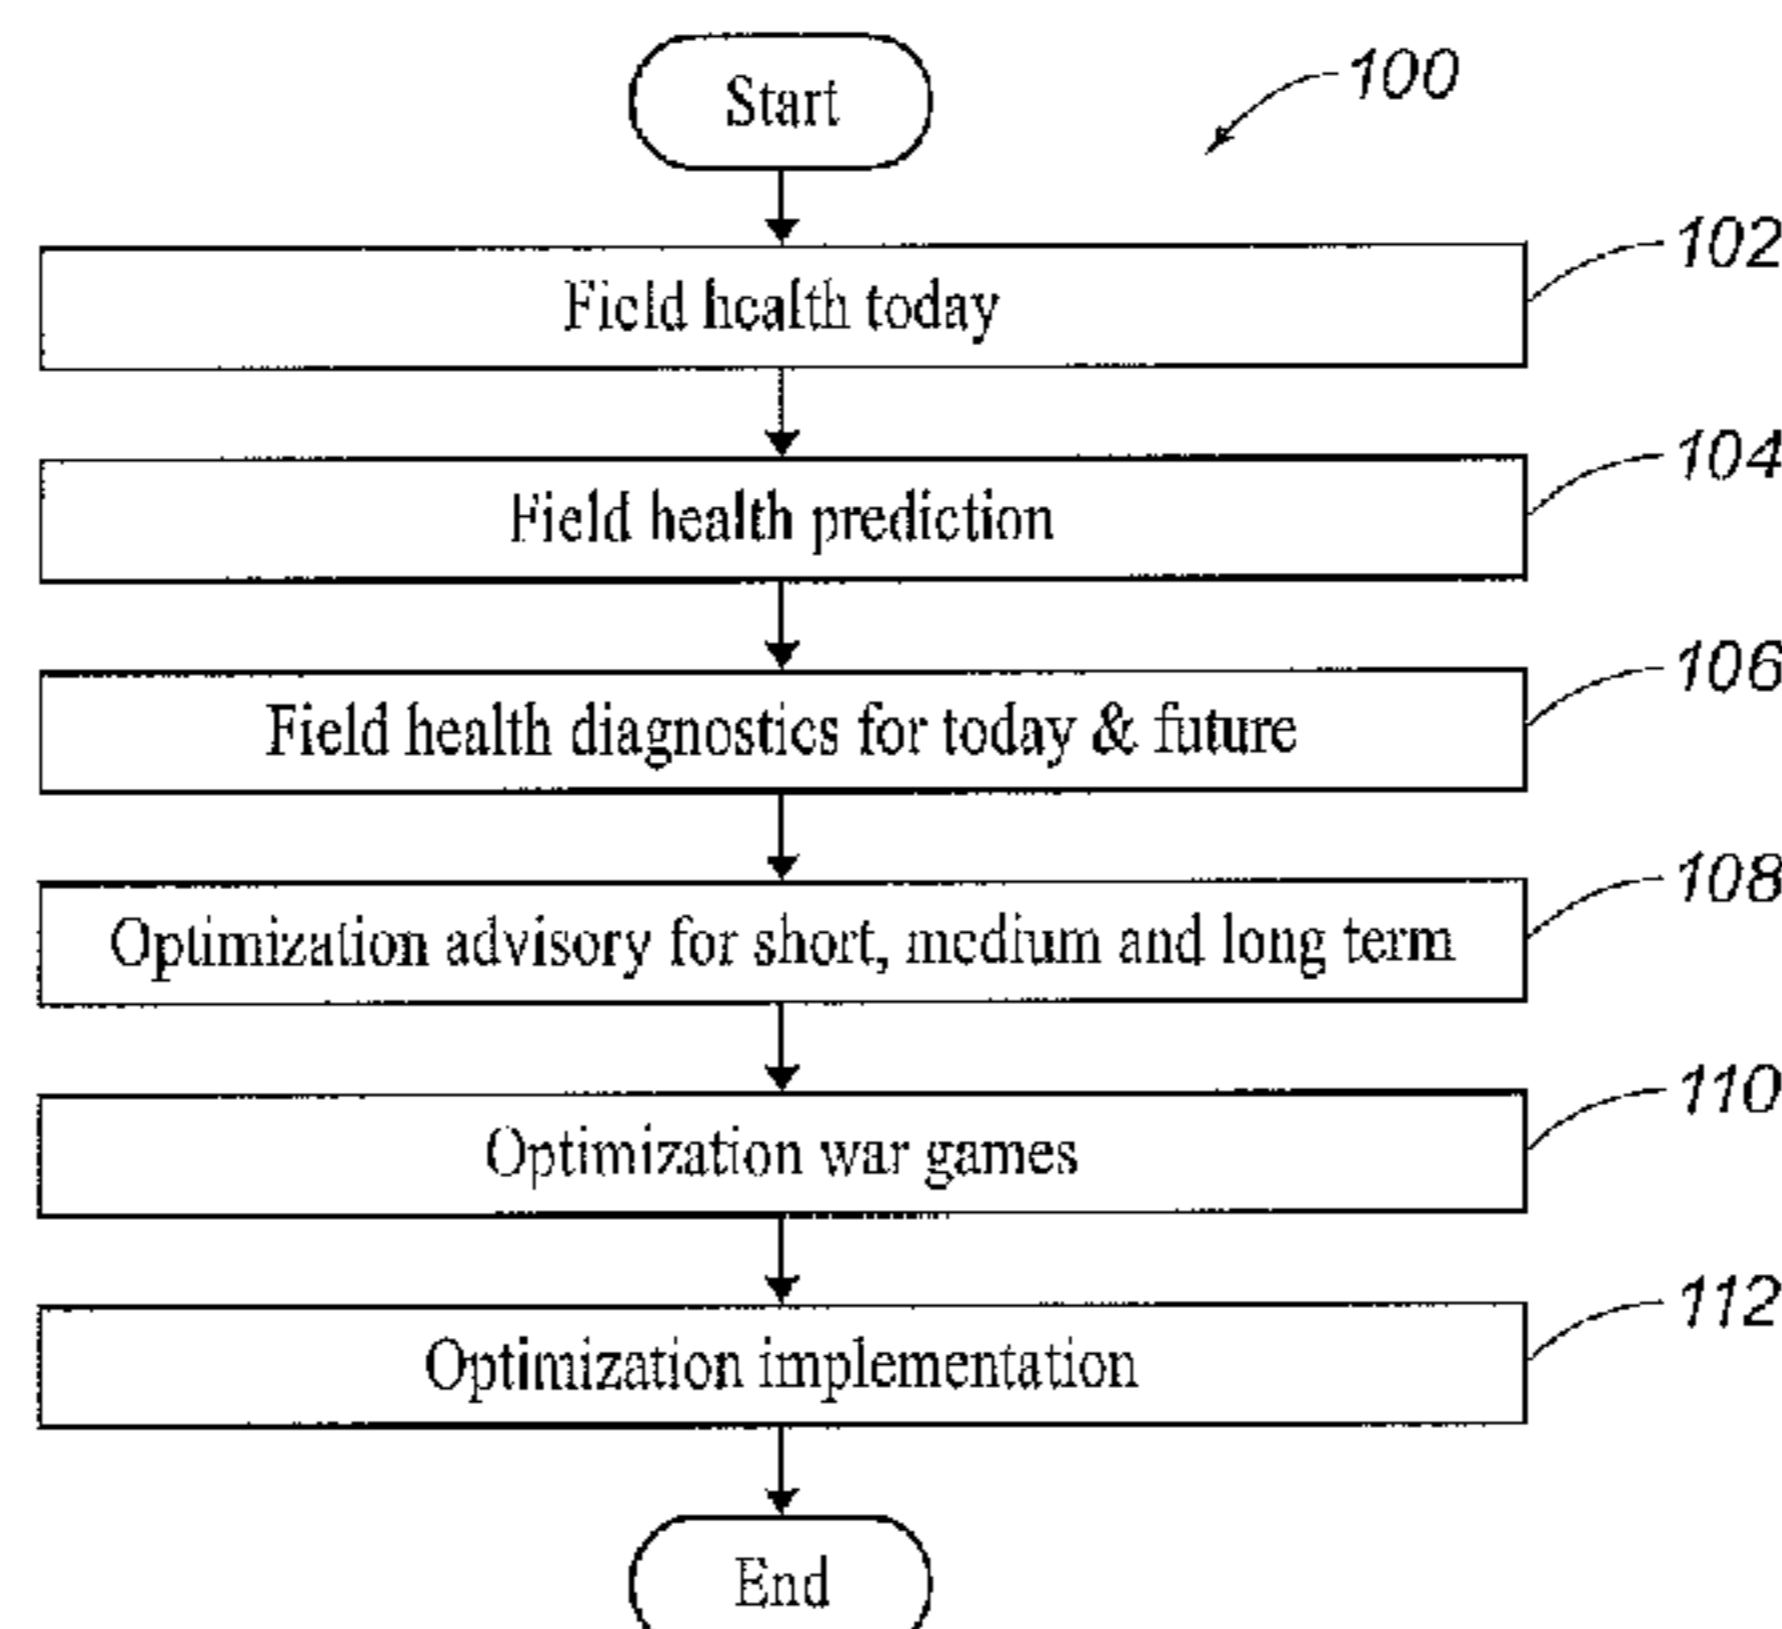 Start
100
102
Field health today
104
Field health prediction
106
Field health diagnostics for today & future
108
Optimization advisory for short, medium and long term
110
Optimization war games
112
Optimization implementation
End